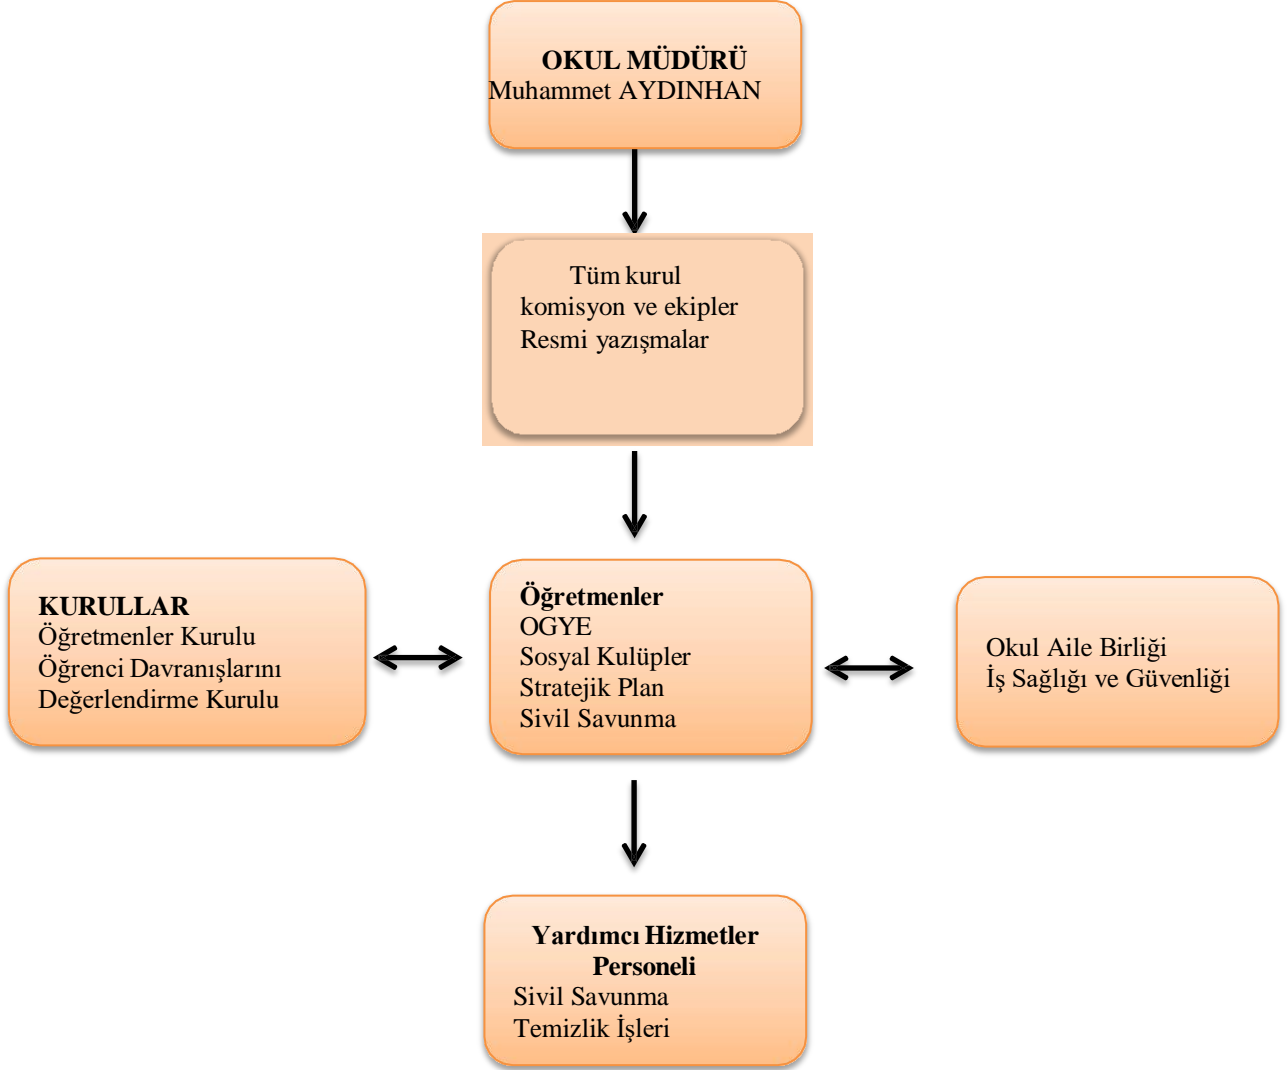 OKUL MÜDÜRÜ
Muhammet AYDINHAN
Tüm kurul
komisyon ve ekipler
Resmi yazışmalar
KURULLAR
Öğretmenler Kurulu
Öğrenci Davranışlarını
Değerlendirme Kurulu
Öğretmenler
OGYE
Sosyal Kulüpler
Stratejik Plan
Sivil Savunma
Okul Aile Birliği
İş Sağlığı ve Güvenliği
Yardımcı Hizmetler
Personeli
Sivil Savunma
Temizlik İşleri